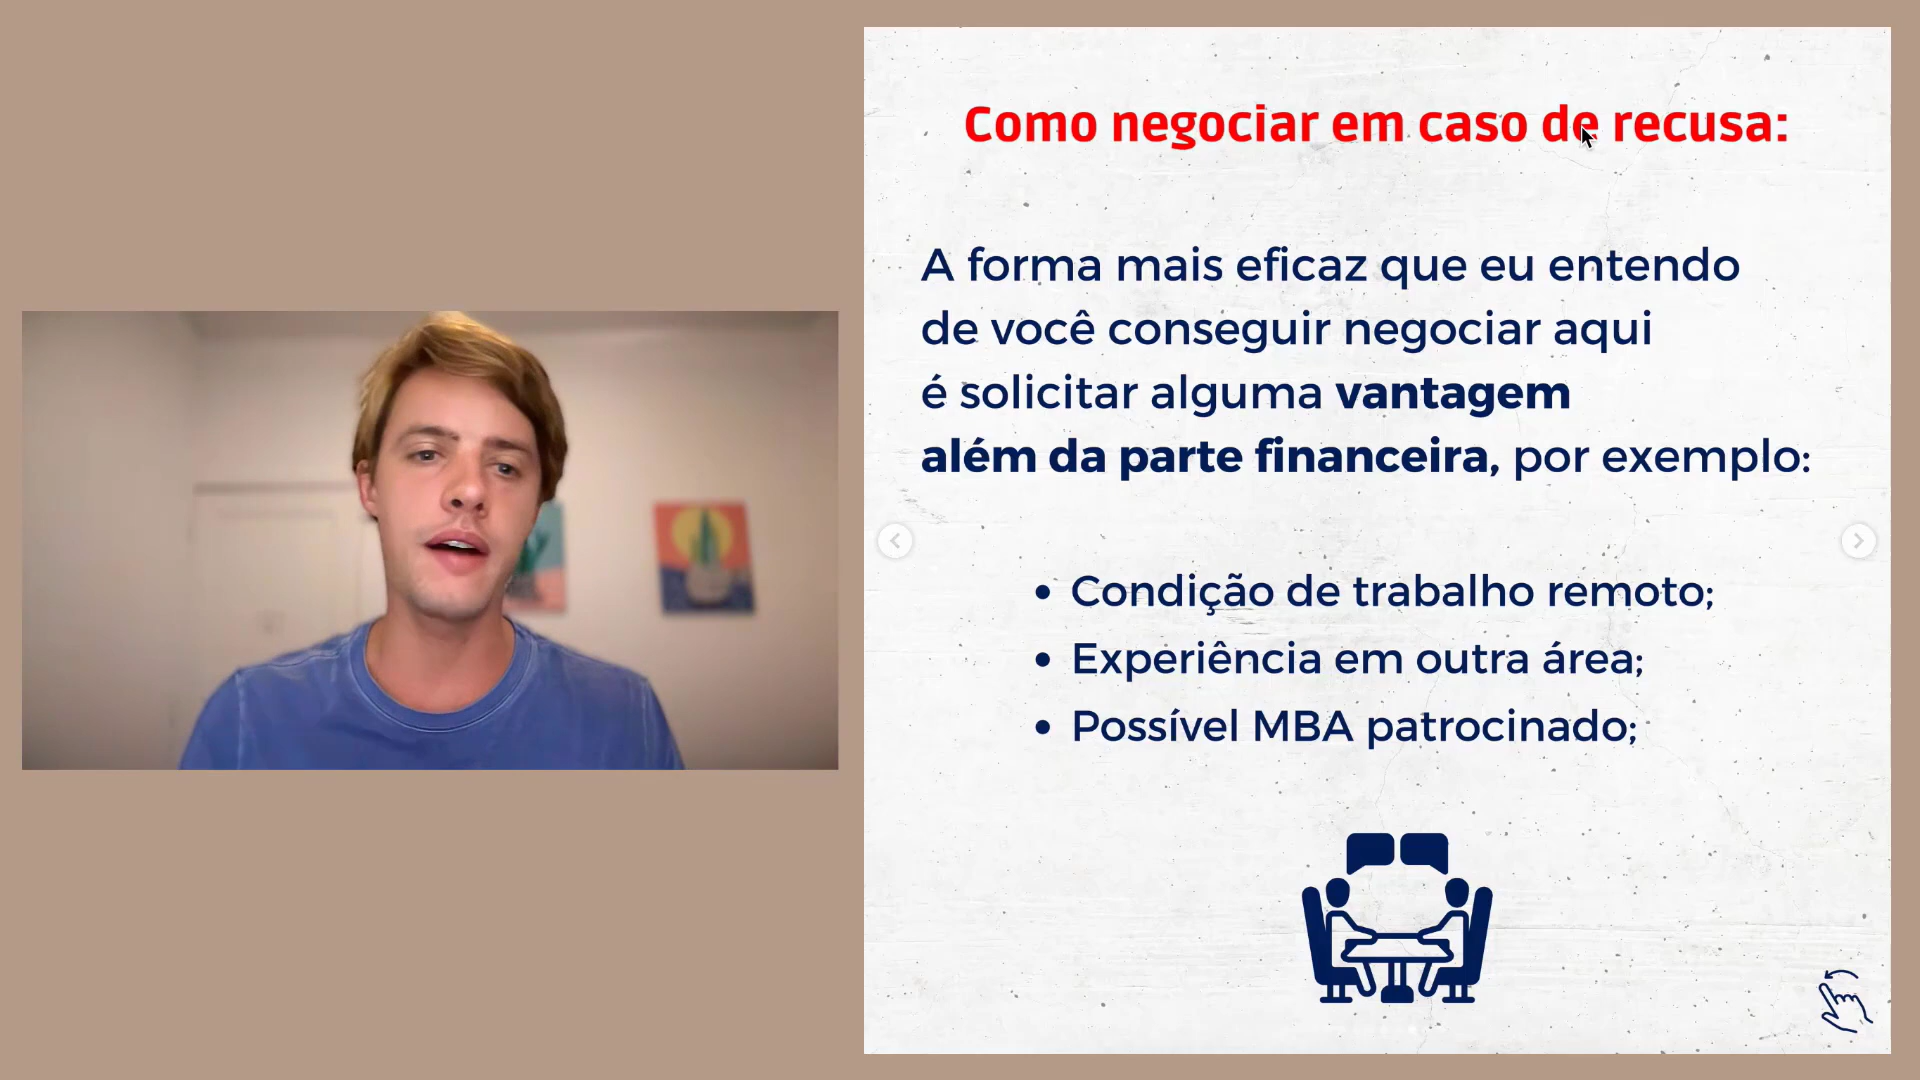 Como negociar em caso de recusa:
A forma mais eficaz que eu entendo
de você conseguir negociar aqui
é solicitar alguma vantagem
além da parte financeira, por exemplo:
• Condição de trabalho remoto;
• Experiência em outra área;
• Possível MBA patrocinado;